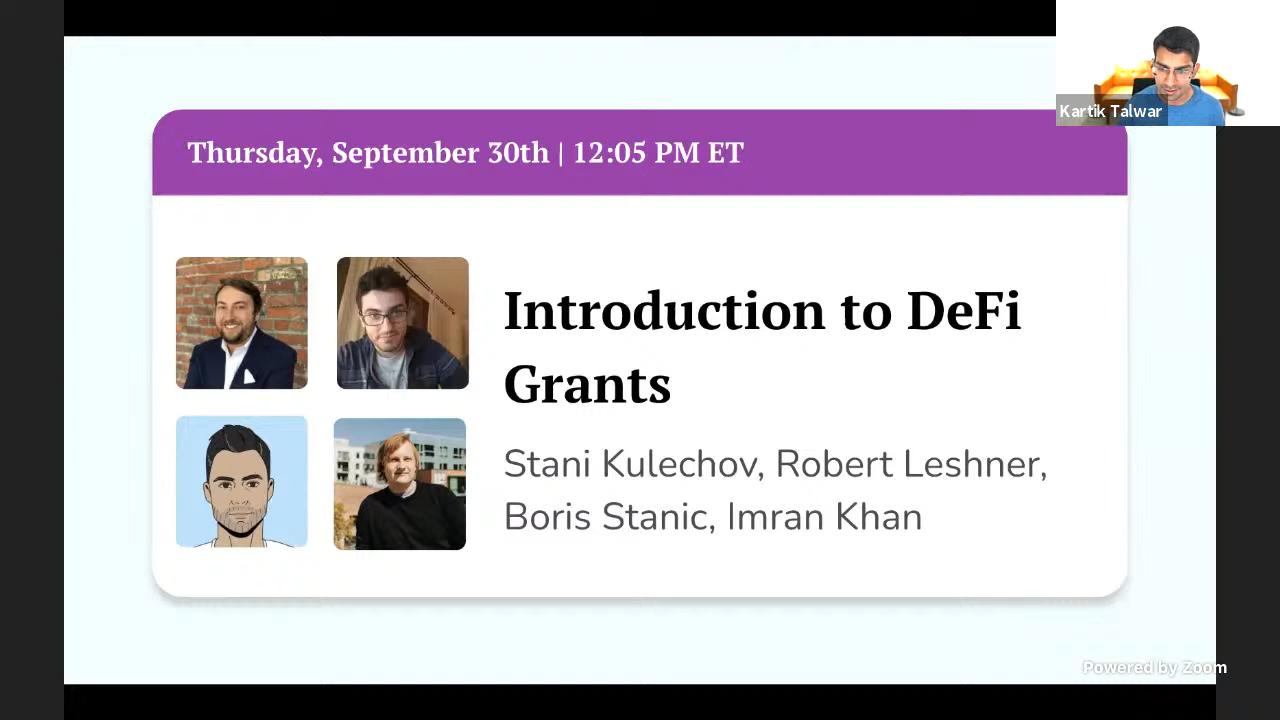 Kartik Talwar
Thursday, September 30th | 12:05 PM ET
Introduction to DeFi
Grants
Stani Kulechov, Robert Leshner,
Boris Stanic, Imran Khan
Powered by Zoom